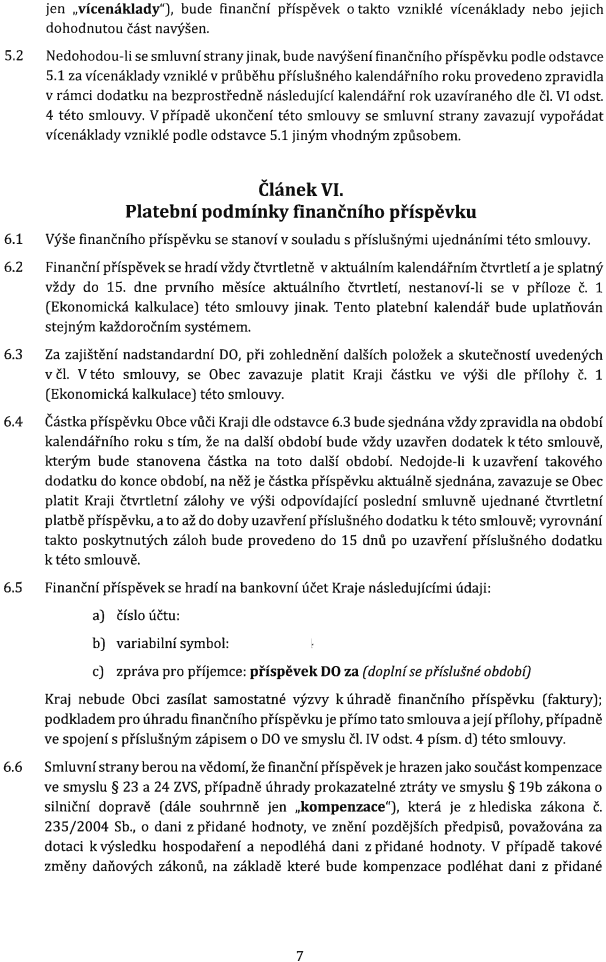 jen „vícenáklady"), bude finanční příspěvek o takto vzniklé vícenáklady nebo jejich
dohodnutou část navýšen.
5.2 Nedohodou-li se smluvní strany jinak, bude navýšení finančního příspěvku podle odstavce
5.1 za vícenáklady vzniklé v průběhu příslušného kalendářního roku provedeno zpravidla
v rámci dodatku na bezprostředně následující kalendářní rok uzavíraného dle čl. VI odst.
4 této smlouvy. V případě ukončení této smlouvy se smluvní strany zavazují vypořádat
vícenáklady vzniklé podle odstavce 5.1 jiným vhodným způsobem.
Článek VI.
Platební podmínky finančního příspěvku
6.1 Výše finančního příspěvku se stanoví v souladu s příslušnými ujednáními této smlouvy.
6.2 Finanční příspěvek se hradí vždy čtvrtletně v aktuálním kalendářním čtvrtletí a je splatný
vždy do 15. dne prvního měsíce aktuálního čtvrtletí, nestanoví-li se v příloze č. 1
(Ekonomická kalkulace) této smlouvy jinak. Tento platební kalendář bude uplatňován
stejným každoročním systémem.
6.3 Za zajištění nadstandardní DO, při zohlednění dalších položek a skutečností uvedených
v čl. V této smlouvy, se Obec zavazuje platit Kraji částku ve výši dle přílohy č. 1
(Ekonomická kalkulace) této smlouvy.
6.4 Částka příspěvku Obce vůči Kraji dle odstavce 6.3 bude sjednána vždy zpravidla na období
kalendářního roku s tím, že na další období bude vždy uzavřen dodatek k této smlouvě,
kterým bude stanovena částka na toto další období. Nedojde-li k uzavření takového
dodatku do konce období, na něž je částka příspěvku aktuálně sjednána, zavazuje se Obec
platit Kraji čtvrtletní zálohy ve výši odpovídající poslední smluvně ujednané čtvrtletní
platbě příspěvku, a to až do doby uzavření příslušného dodatku k této smlouvě; vyrovnání
takto poskytnutých záloh bude provedeno do 15 dnů po uzavření příslušného dodatku
k této smlouvě.
6.5 Finanční příspěvek se hradí na bankovní účet Kraje následujícími údaji:
a) číslo účtu:
b) variabilní symbol:
c) zpráva pro příjemce: příspěvek DO za (doplní se příslušné období)
Kraj nebude Obci zasílat samostatné výzvy k úhradě finančního příspěvku (faktury);
podkladem pro úhradu finančního příspěvku je přímo tato smlouva a její přílohy, případně
ve spojení s příslušným zápisem o DO ve smyslu čl. IV odst. 4 písm. d) této smlouvy.
6.6 Smluvní strany berou na vědomí, že finanční příspěvek je hrazen jako součást kompenzace
ve smyslu § 23 a 24 ZVS, případně úhrady prokazatelné ztráty ve smyslu § 19b zákona o
silniční dopravě (dále souhrnně jen „kompenzace"), která je z hlediska zákona č.
235/2004 Sb., o dani z přidané hodnoty, ve znění pozdějších předpisů, považována za
dotaci k výsledku hospodaření a nepodléhá dani z přidané hodnoty. V případě takové
změny daňových zákonů, na základě které bude kompenzace podléhat dani z přidané
7